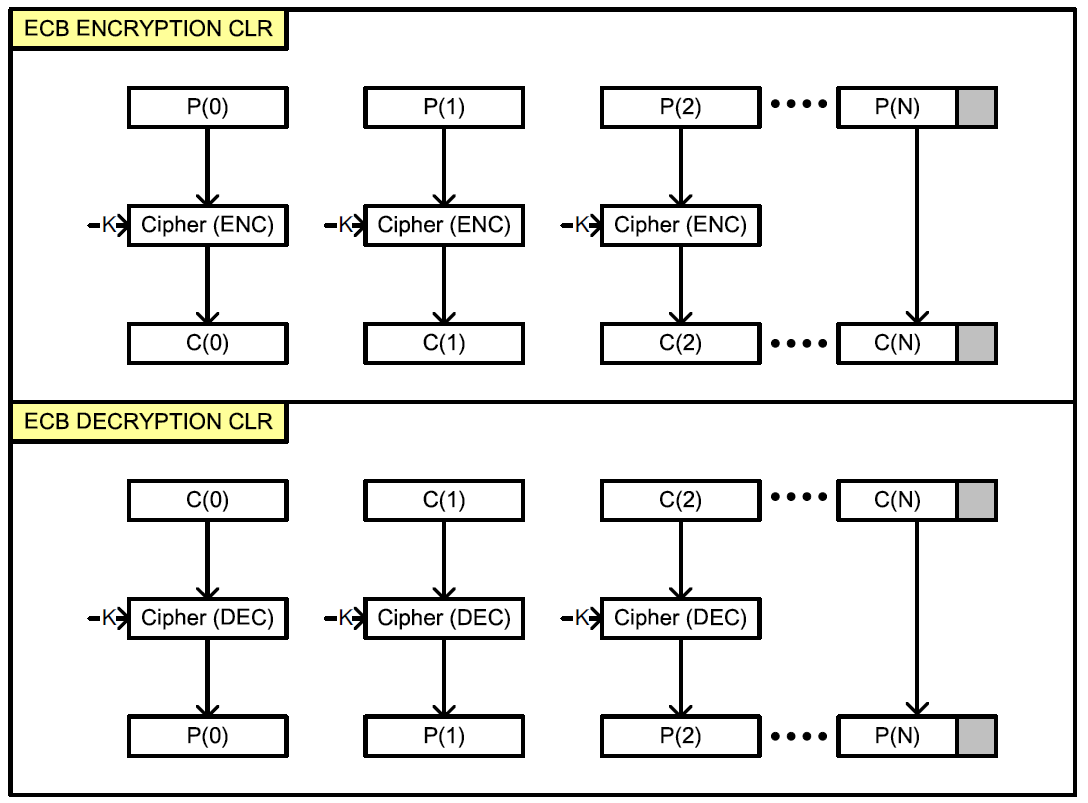 ECB ENCRYPTION CLR
P(0) P(1) P(2) •••• P(N)
K Cipher (ENC) K Cipher (ENC) K Cipher (ENC)
C(0) C(1) C(2) •••• C(N)
ECB DECRYPTION CLR
C(0) C(1) C(2) •••• C(N)
K Cipher (DEC) K Cipher (DEC) K Cipher (DEC)
P(0) P(1) P(2) •••• P(N)